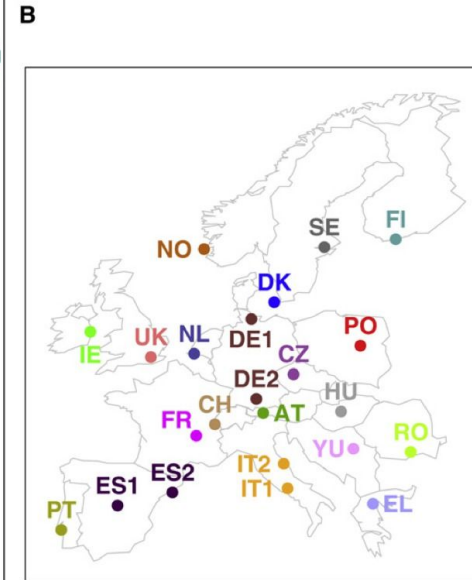 B
FI
SE
NO
DK
PO
UK
NL
DE1
IE
CZ
DE2
HU
CH
AT
FR
RO
YU
IT2
ES2
ES1
IT1
EL
PT